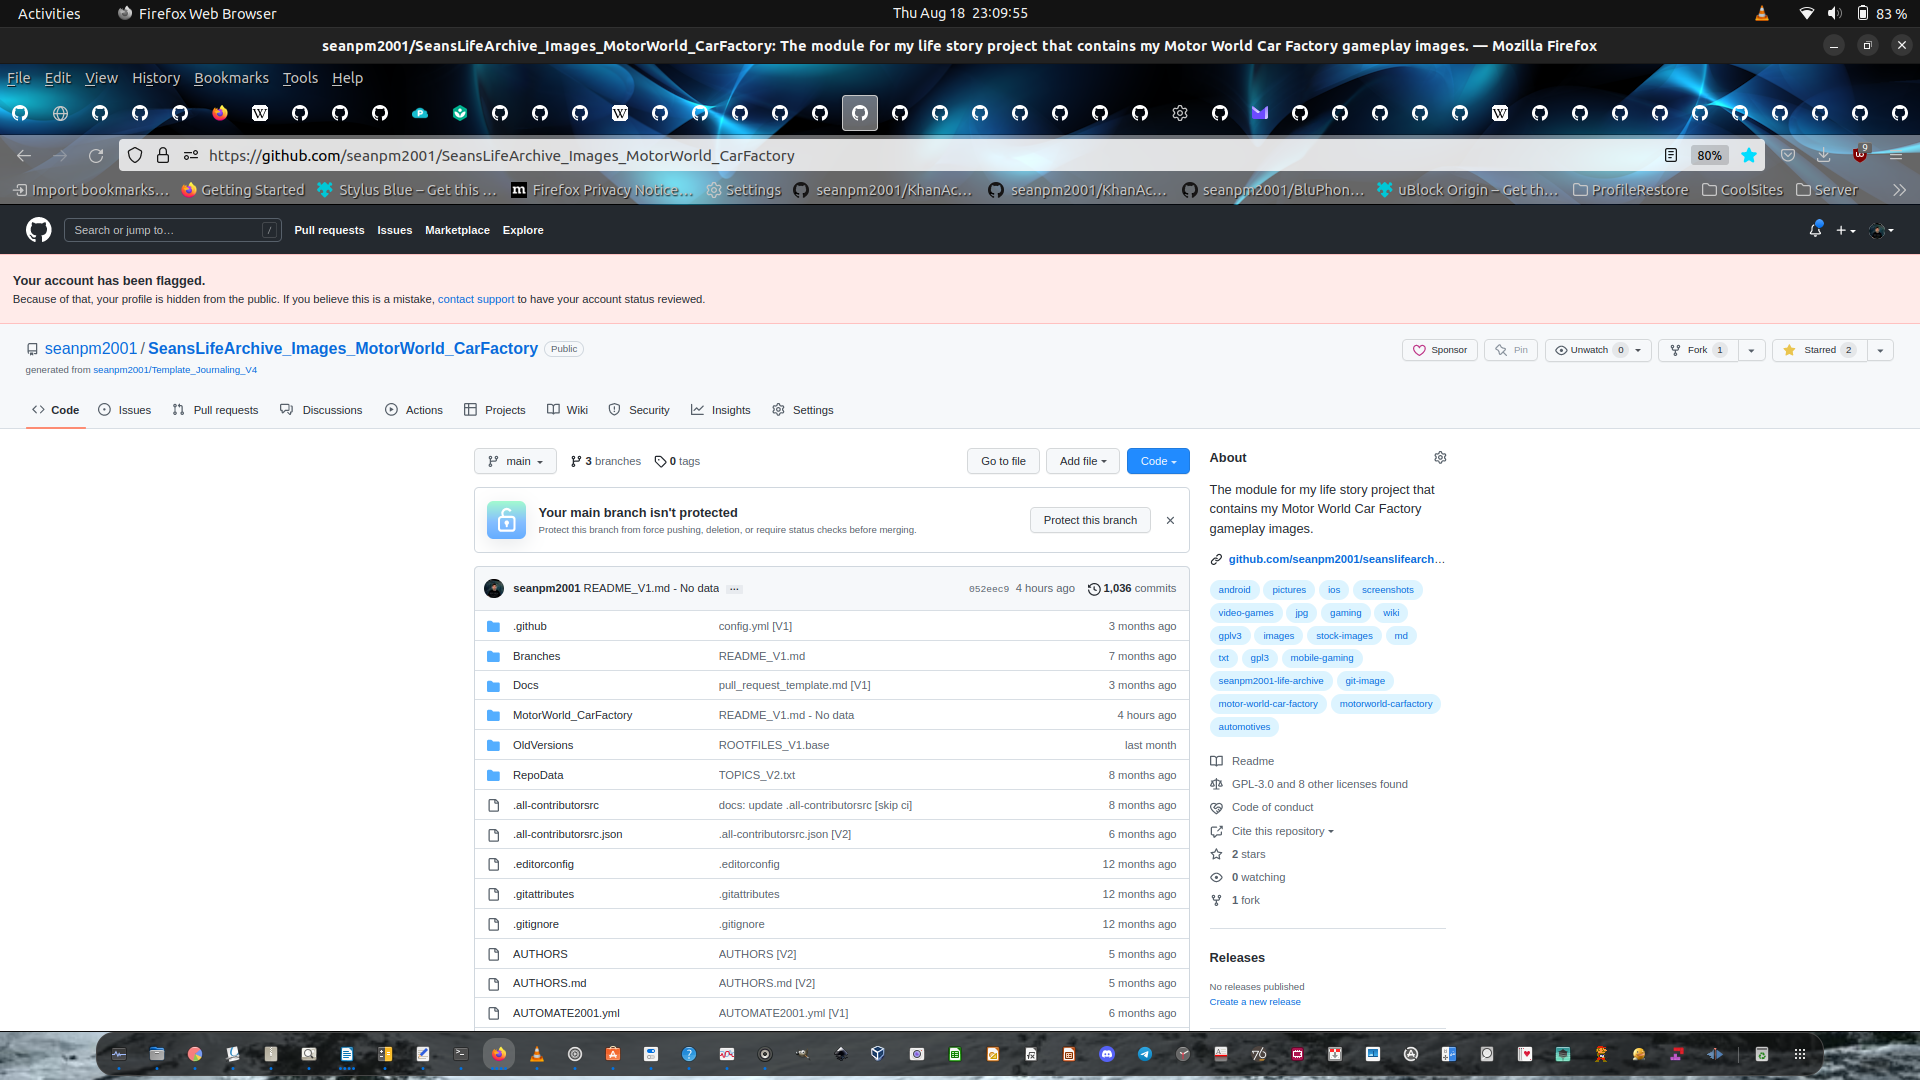 Activities
Firefox Web Browser
Thu Aug 18  23:09:55
83 %
seanpm2001/SeansLifeArchive_Images_MotorWorld_CarFactory: The module for my life story project that contains my Motor World Car Factory gameplay images. — Mozilla Firefox
File Edit View History Bookmarks Tools Help
https://github.com/seanpm2001/SeansLifeArchive_Images_MotorWorld_CarFactory
80%
9
Import bookmarks…
Getting Started
Stylus Blue – Get this …
Firefox Privacy Notice…
Settings
seanpm2001/KhanAc…
seanpm2001/KhanAc…
seanpm2001/BluPhon…
uBlock Origin – Get th…
ProfileRestore
CoolSites
Server
Search or jump to…
/
Pull requests
Issues
Marketplace
Explore
Your account has been flagged.
Because of that, your profile is hidden from the public. If you believe this is a mistake, contact support to have your account status reviewed.
seanpm2001 / SeansLifeArchive_Images_MotorWorld_CarFactory Public
generated from seanpm2001/Template_Journaling_V4
Sponsor
Pin
Unwatch 0
Fork 1
Starred 2
Code
Issues
Pull requests
Discussions
Actions
Projects
Wiki
Security
Insights
Settings
main
3 branches
0 tags
Go to file
Add file
Code
Your main branch isn't protected
Protect this branch from force pushing, deletion, or require status checks before merging.
Protect this branch
seanpm2001 README_V1.md - No data ...
052eec9 4 hours ago
1,036 commits
.github config.yml [V1] 3 months ago
Branches README_V1.md 7 months ago
Docs pull_request_template.md [V1] 3 months ago
MotorWorld_CarFactory README_V1.md - No data 4 hours ago
OldVersions ROOTFILES_V1.base last month
RepoData TOPICS_V2.txt 8 months ago
.all-contributorsrc docs: update .all-contributorsrc [skip ci] 8 months ago
.all-contributorsrc.json .all-contributorsrc.json [V2] 6 months ago
.editorconfig .editorconfig 12 months ago
.gitattributes .gitattributes 12 months ago
.gitignore .gitignore 12 months ago
AUTHORS AUTHORS [V2] 5 months ago
AUTHORS.md AUTHORS.md [V2] 5 months ago
AUTOMATE2001.yml AUTOMATE2001.yml [V1] 6 months ago
About
The module for my life story project that
contains my Motor World Car Factory
gameplay images.
github.com/seanpm2001/seanslifearch…
android pictures ios screenshots
video-games jpg gaming wiki
gplv3 images stock-images md
txt gpl3 mobile-gaming
seanpm2001-life-archive git-image
motor-world-car-factory motorworld-carfactory
automotives
Readme
GPL-3.0 and 8 other licenses found
Code of conduct
Cite this repository
2 stars
0 watching
1 fork
Releases
No releases published
Create a new release